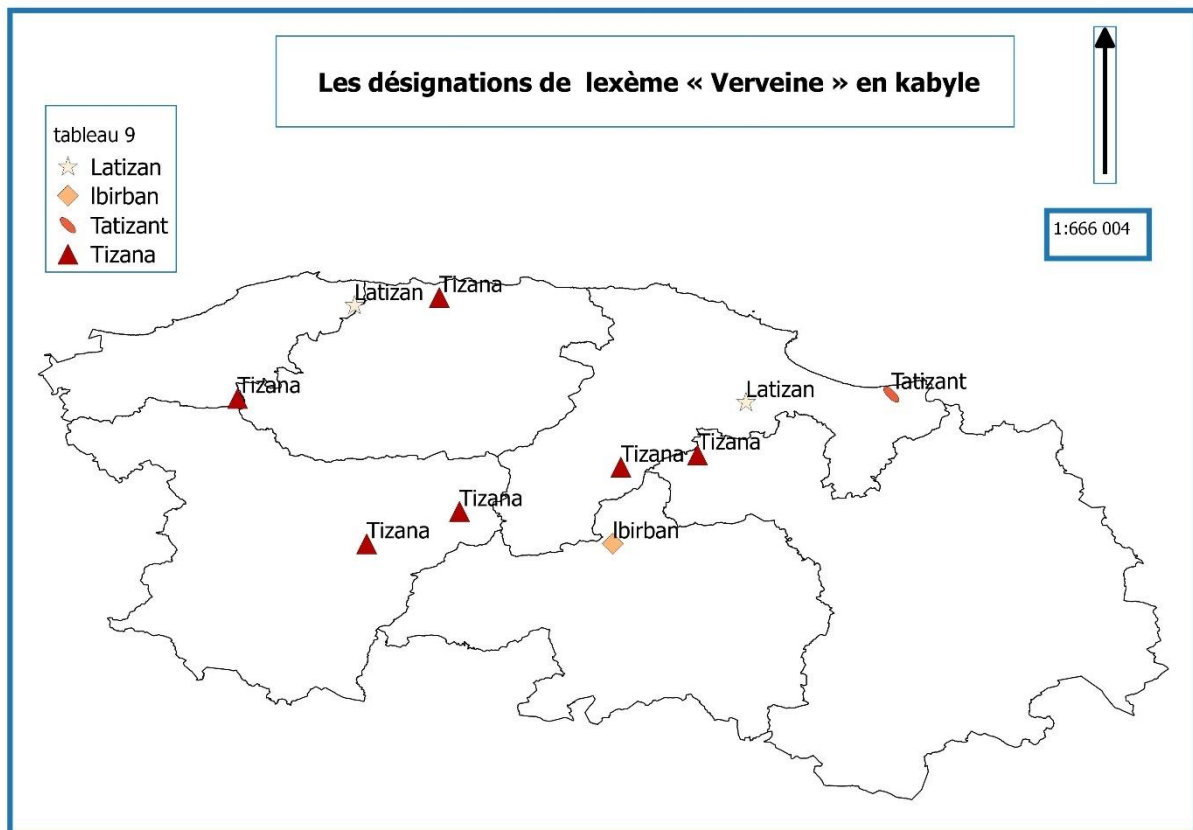 Les désignations de lexème « Verveine » en kabyle
tableau 9
Latizan
Ibirban
Tatizant
Tizana
1:666 004
Latizan
Tizana
Tizana
Latizan
Tatizant
Tizana
Tizana
Tizana
Tizana
Ibirban